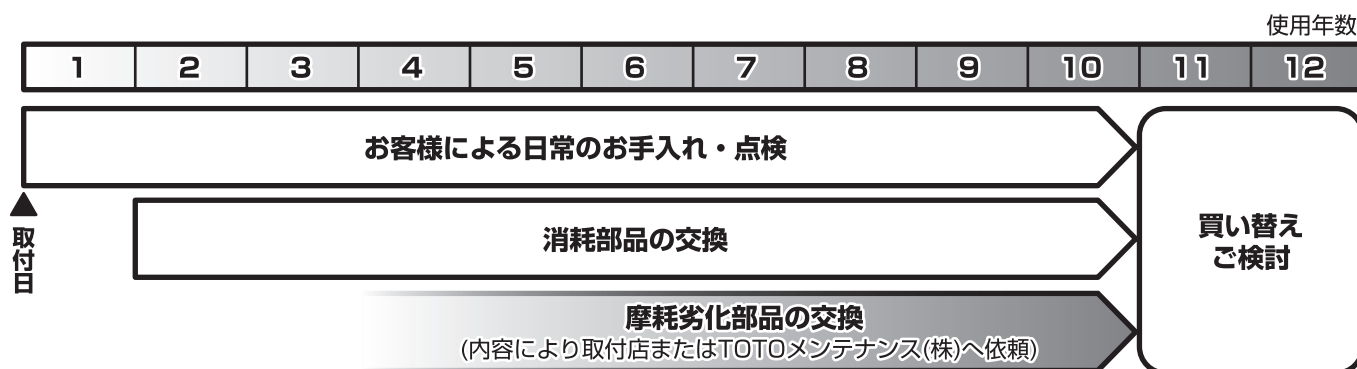 使用年数
1 2 3 4 5 6 7 8 9 10 11 12
お客様による日常のお手入れ・点検
取付日
消耗部品の交換
買い替え
ご検討
摩耗劣化部品の交換
(内容により取付店またはTOTOメンテナンス(株)へ依頼)